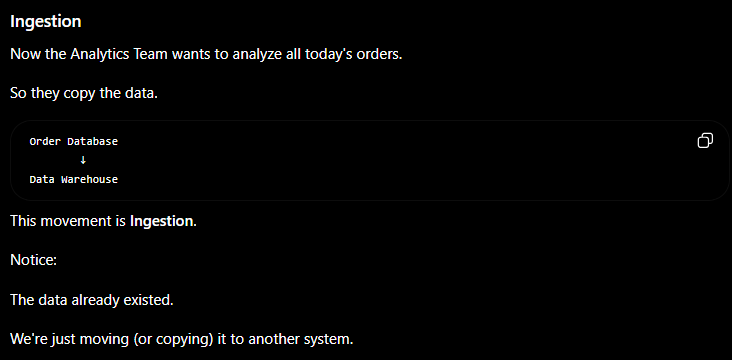 Ingestion
Now the Analytics Team wants to analyze all today's orders.
So they copy the data.
Order Database
↓
Data Warehouse
This movement is Ingestion.
Notice:
The data already existed.
We're just moving (or copying) it to another system.